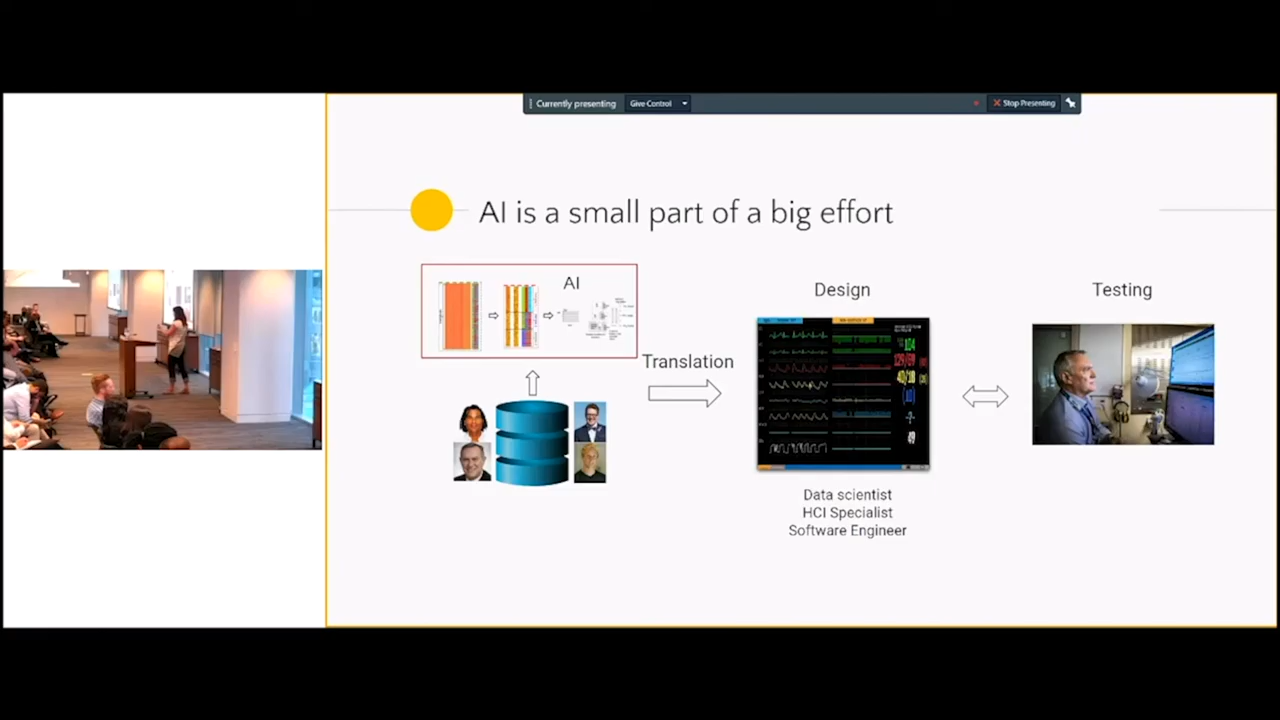 Currently presenting
Give Control
Stop Presenting
AI is a small part of a big effort
AI
Translation
Design
104
Data scientist
HCI Specialist
Software Engineer
Testing